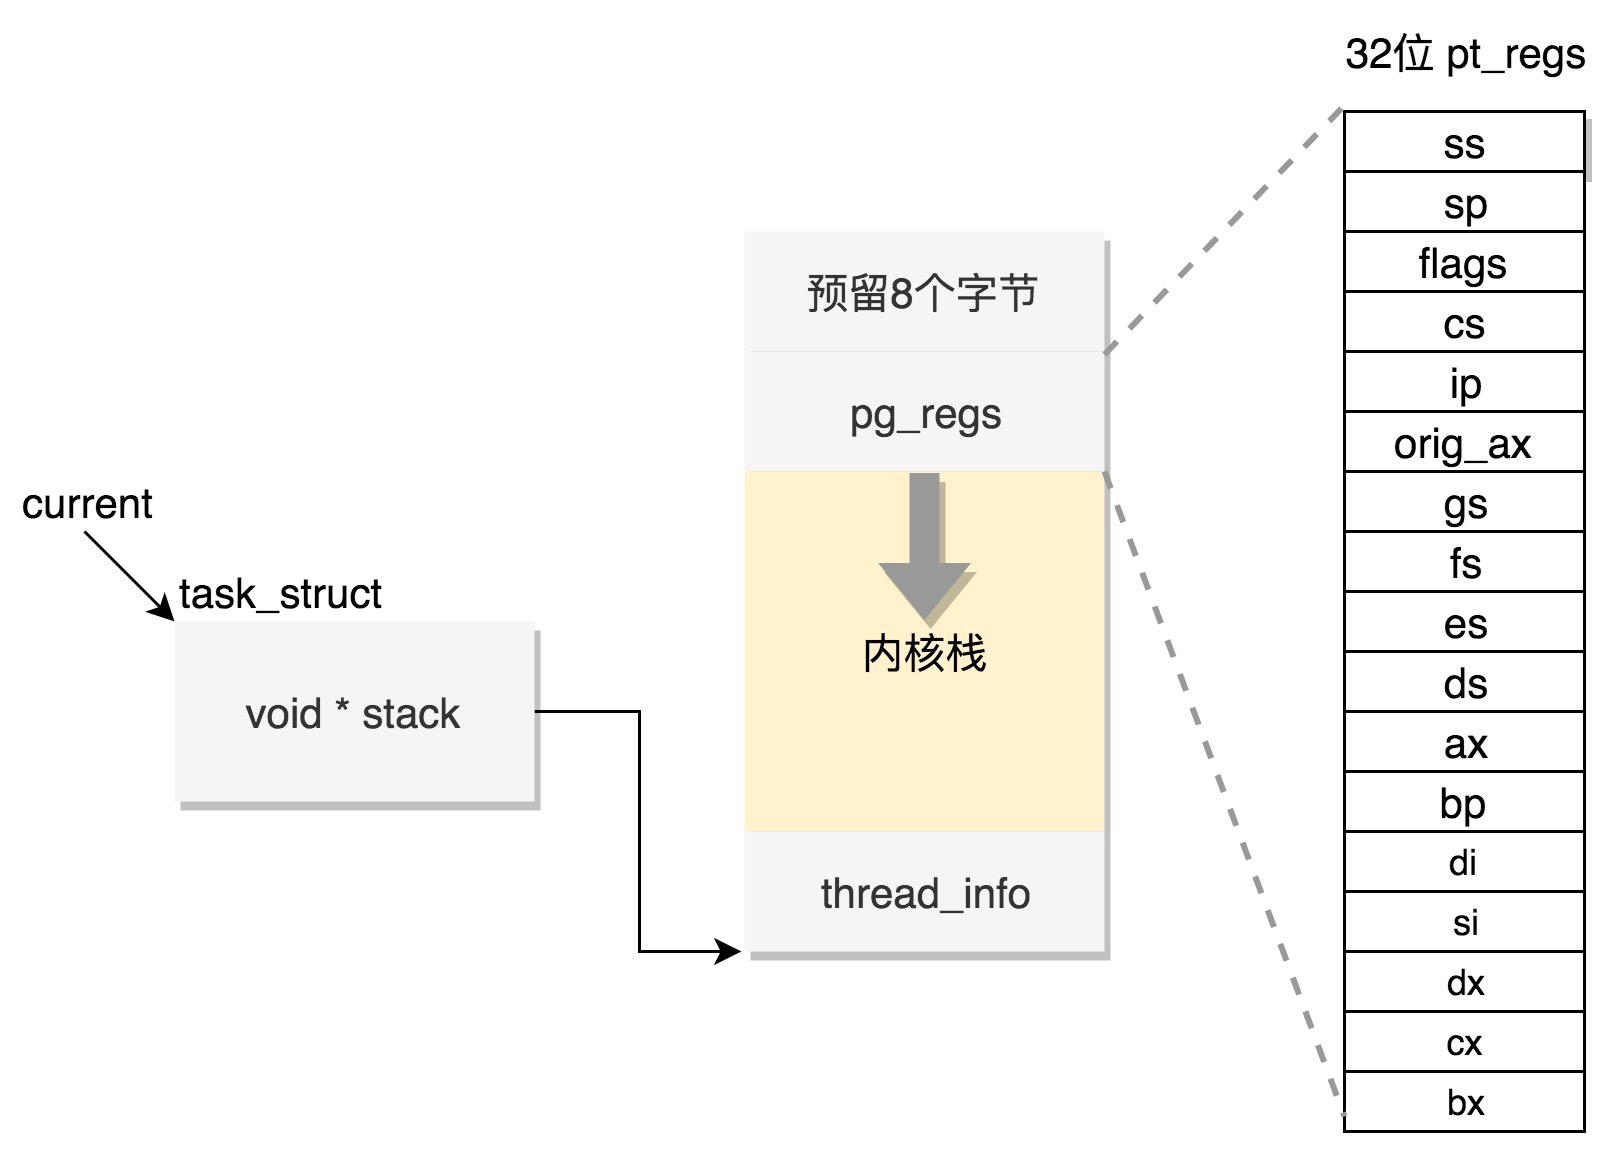 current
task_struct
void * stack
预留8个字节
pg_regs
内核栈
thread_info
32位 pt_regs
ss
sp
flags
cs
ip
orig_ax
gs
fs
es
ds
ax
bp
di
si
dx
cx
bx